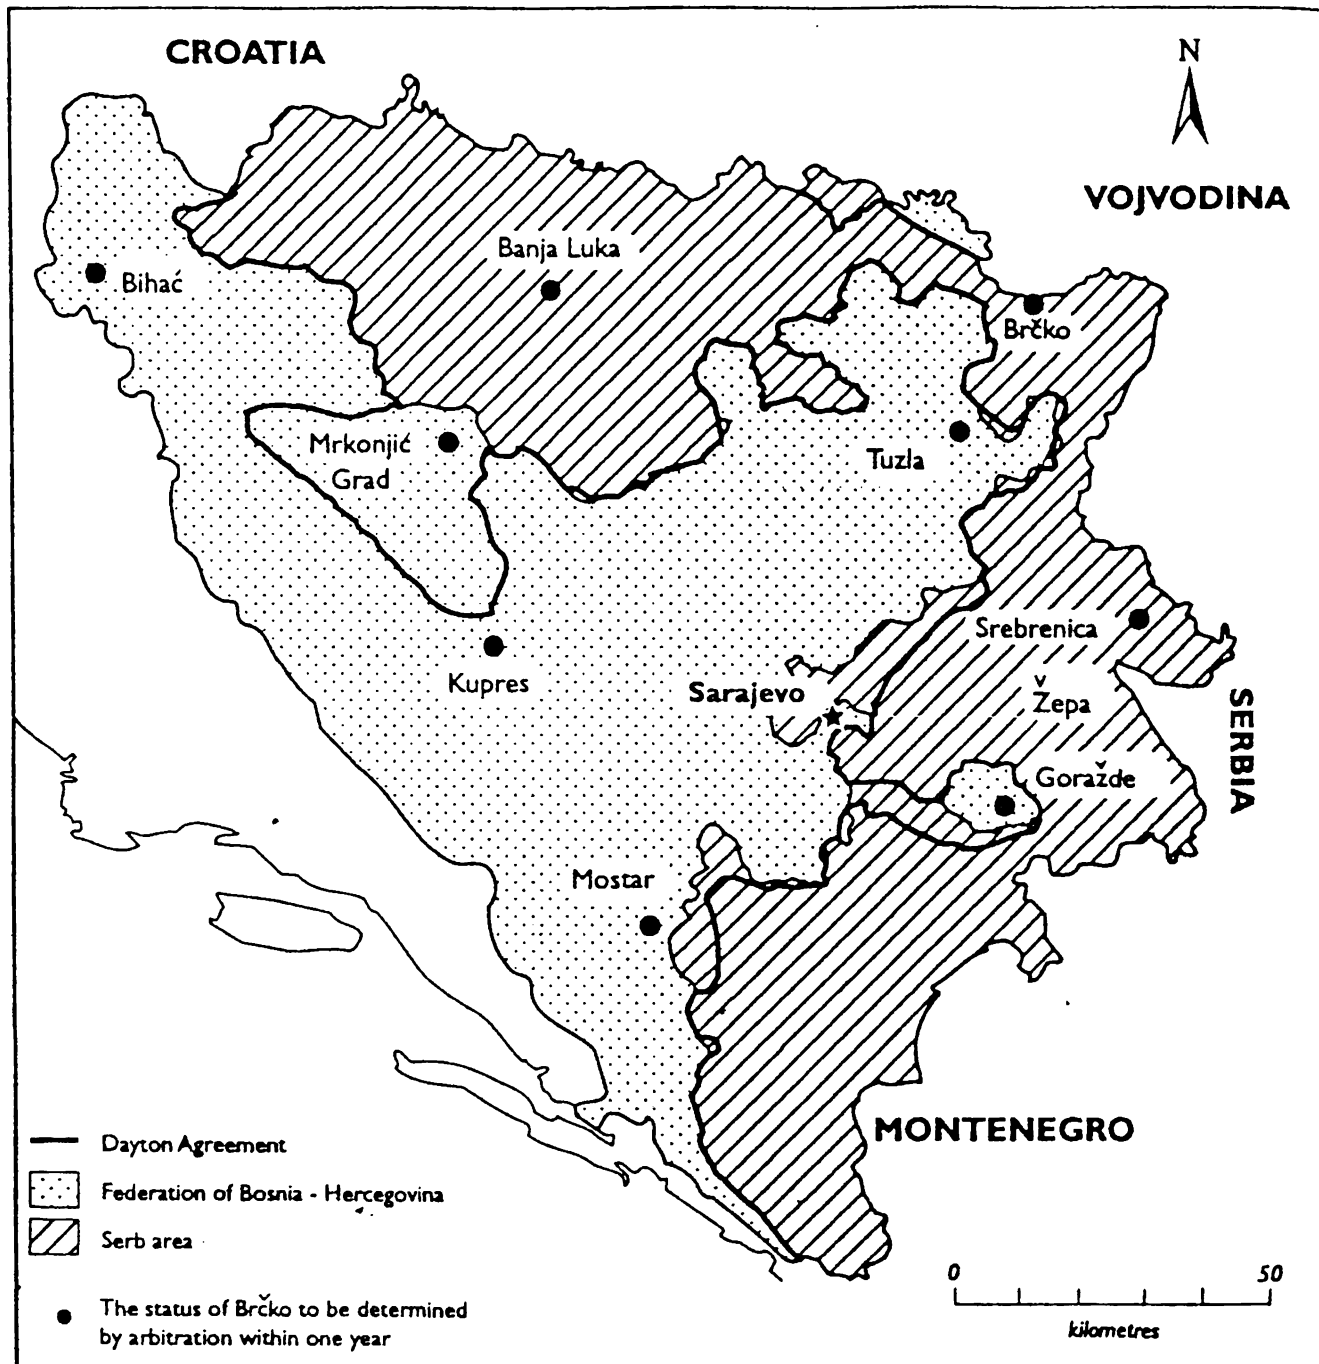 CROATIA
N
VOJVODINA
Banja Luka
Bihać
Brčko
Mrkonjić
Grad
Tuzla
Srebrenica
Kupres
Sarajevo
Žepa
SERBIA
Goražde
Mostar
MONTENEGRO
Dayton Agreement
Federation of Bosnia - Hercegovina
Serb area
The status of Brčko to be determined
by arbitration within one year
0 50
kilometres